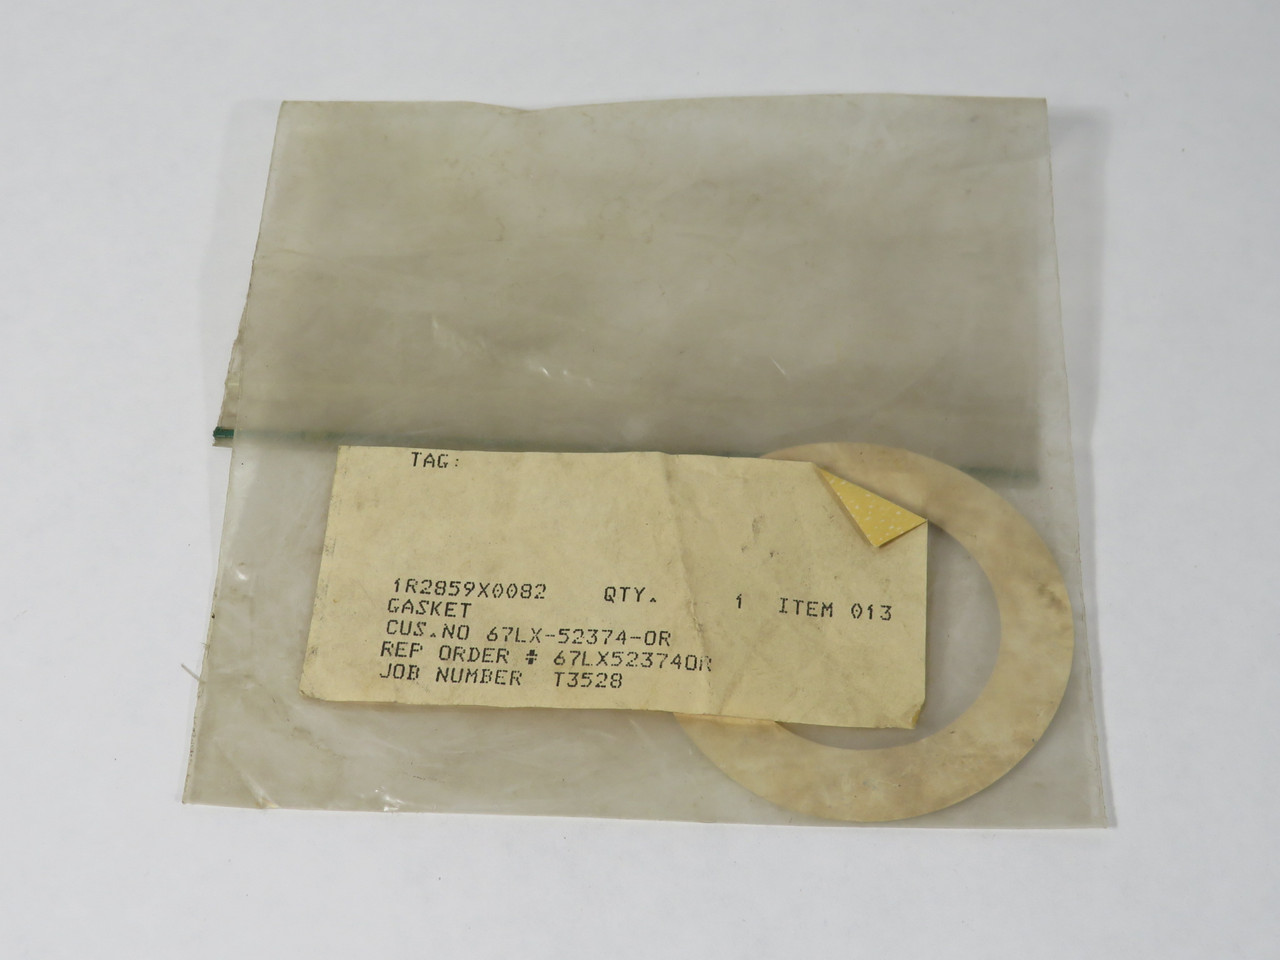 TAG:
1R2859X0082 QTY. 1 ITEM 013
GASKET
CUS.NO 67LX-52374-OR
REP ORDER # 67LX52374OR
JOB NUMBER T3528